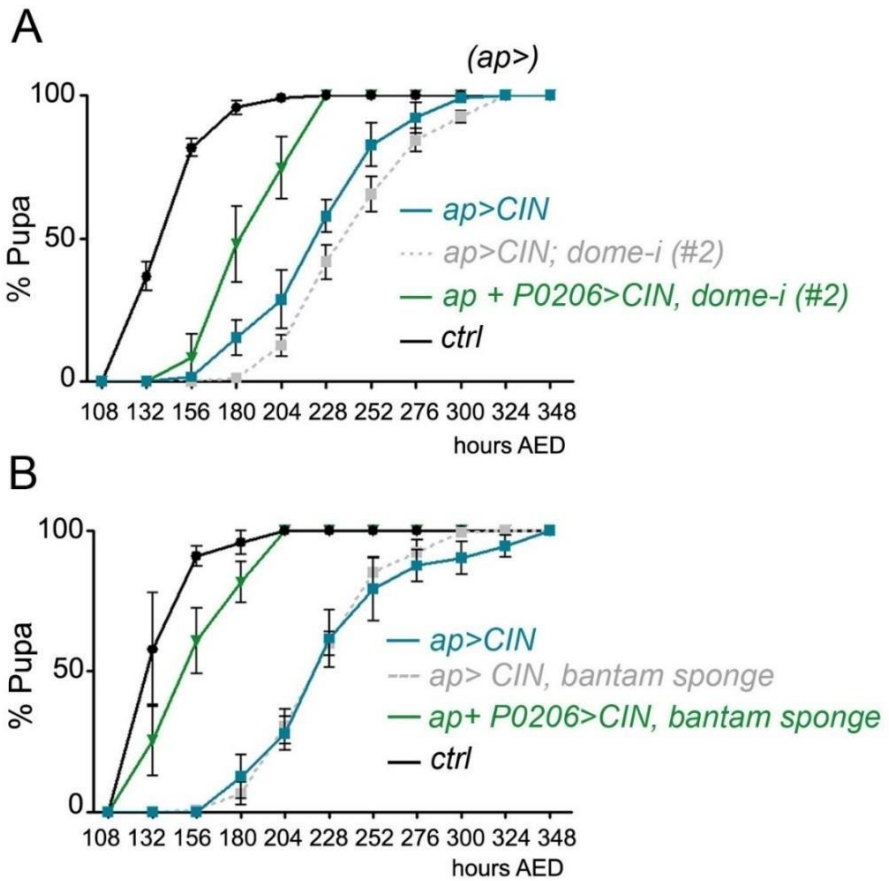 A
(ap>)
100
50
0
% Pupa
ap>CIN
ap>CIN; dome-i (#2)
ap + P0206>CIN, dome-i (#2)
ctrl
108 132 156 180 204 228 252 276 300 324 348
hours AED
B
100
50
0
% Pupa
ap>CIN
ap> CIN, bantam sponge
ap+ P0206>CIN, bantam sponge
ctrl
108 132 156 180 204 228 252 276 300 324 348
hours AED